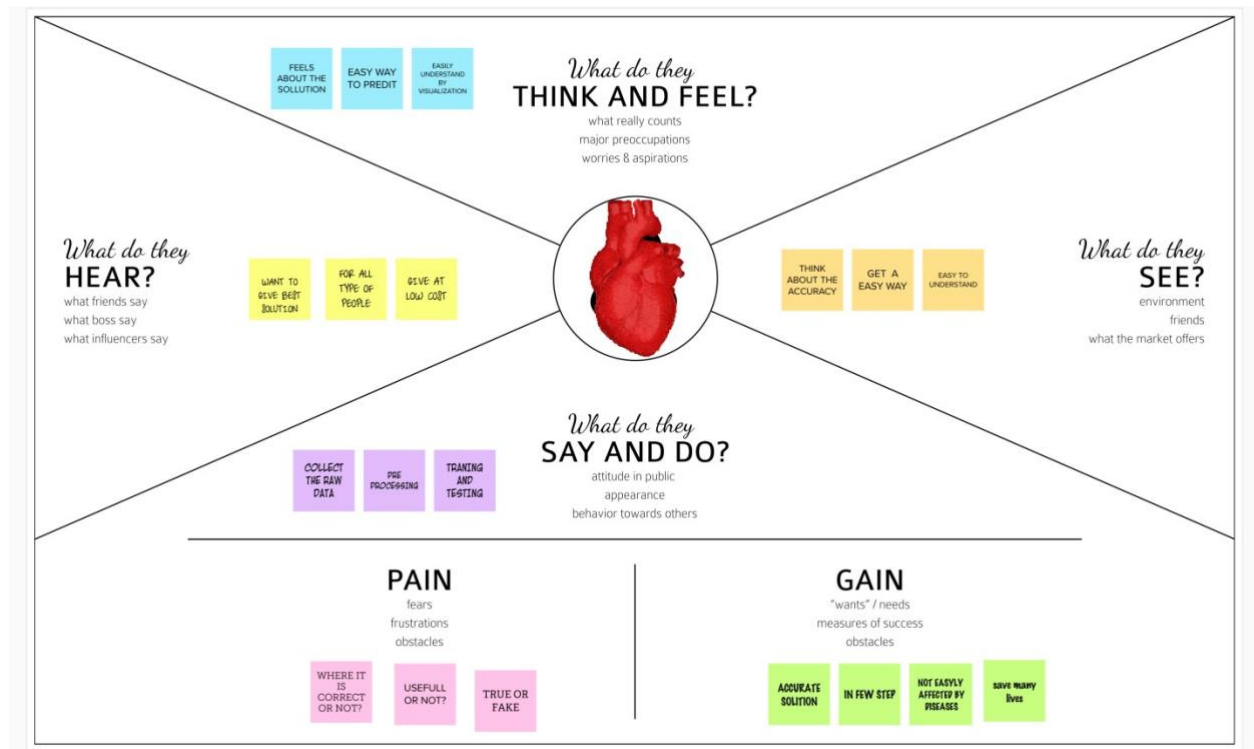 FEELS
ABOUT THE
SOLLUTION
EASY WAY
TO PREDIT
EASILY
UNDERSTAND
BY
VISUALIZATION
What do they
THINK AND FEEL?
what really counts
major preoccupations
worries & aspirations
What do they
HEAR?
what friends say
what boss say
what influencers say
WANT TO
GIVE BEST
SOLUTION
FOR ALL
TYPE OF
PEOPLE
GIVE AT
LOW COST
THINK
ABOUT THE
ACCURACY
GET A
EASY WAY
EASY TO
UNDERSTAND
What do they
SEE?
environment
friends
what the market offers
What do they
SAY AND DO?
attitude in public
appearance
behavior towards others
COLLECT
THE RAW
DATA
PRE
PROCESSING
TRANING
AND
TESTING
PAIN
fears
frustrations
obstacles
WHERE IT
IS
CORRECT
OR NOT?
USEFULL
OR NOT?
TRUE OR
FAKE
GAIN
"wants" / needs
measures of success
obstacles
ACCURATE
SOLITION
IN FEW STEP
NOT EASYLY
AFFECTED BY
DISEASES
save many
lives